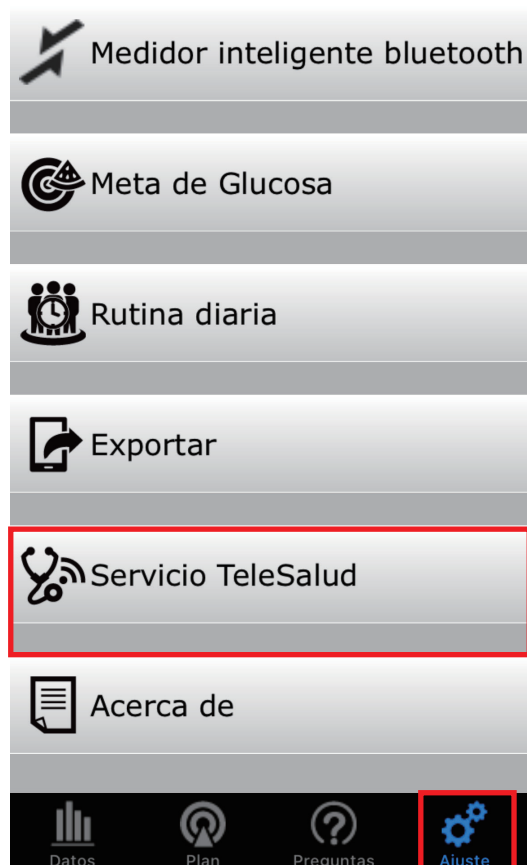 Medidor inteligente bluetooth
Meta de Glucosa
Rutina diaria
Exportar
Servicio TeleSalud
Acerca de
Datos
Plan
Preguntas
Ajuste